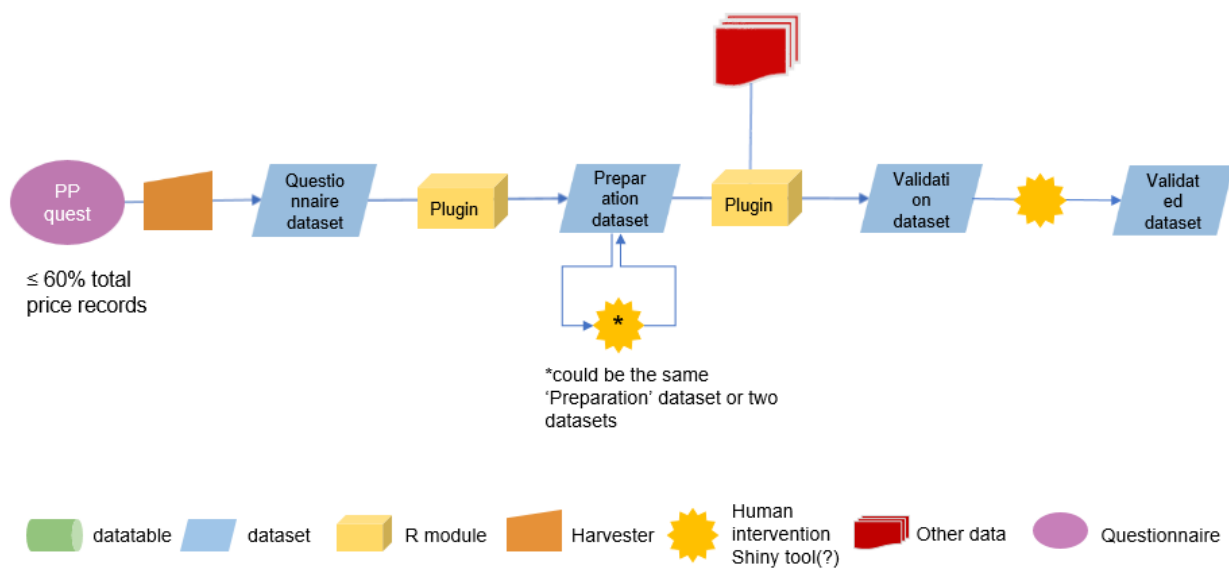 PP
quest
Questio
nnaire
dataset
Plugin
Prepar
ation
dataset
Plugin
Validati
on
dataset
Validat
ed
dataset
≤ 60% total
price records
*
*could be the same
‘Preparation’ dataset or two
datasets
datatable
dataset
R module
Harvester
Human
intervention
Shiny tool(?)
Other data
Questionnaire